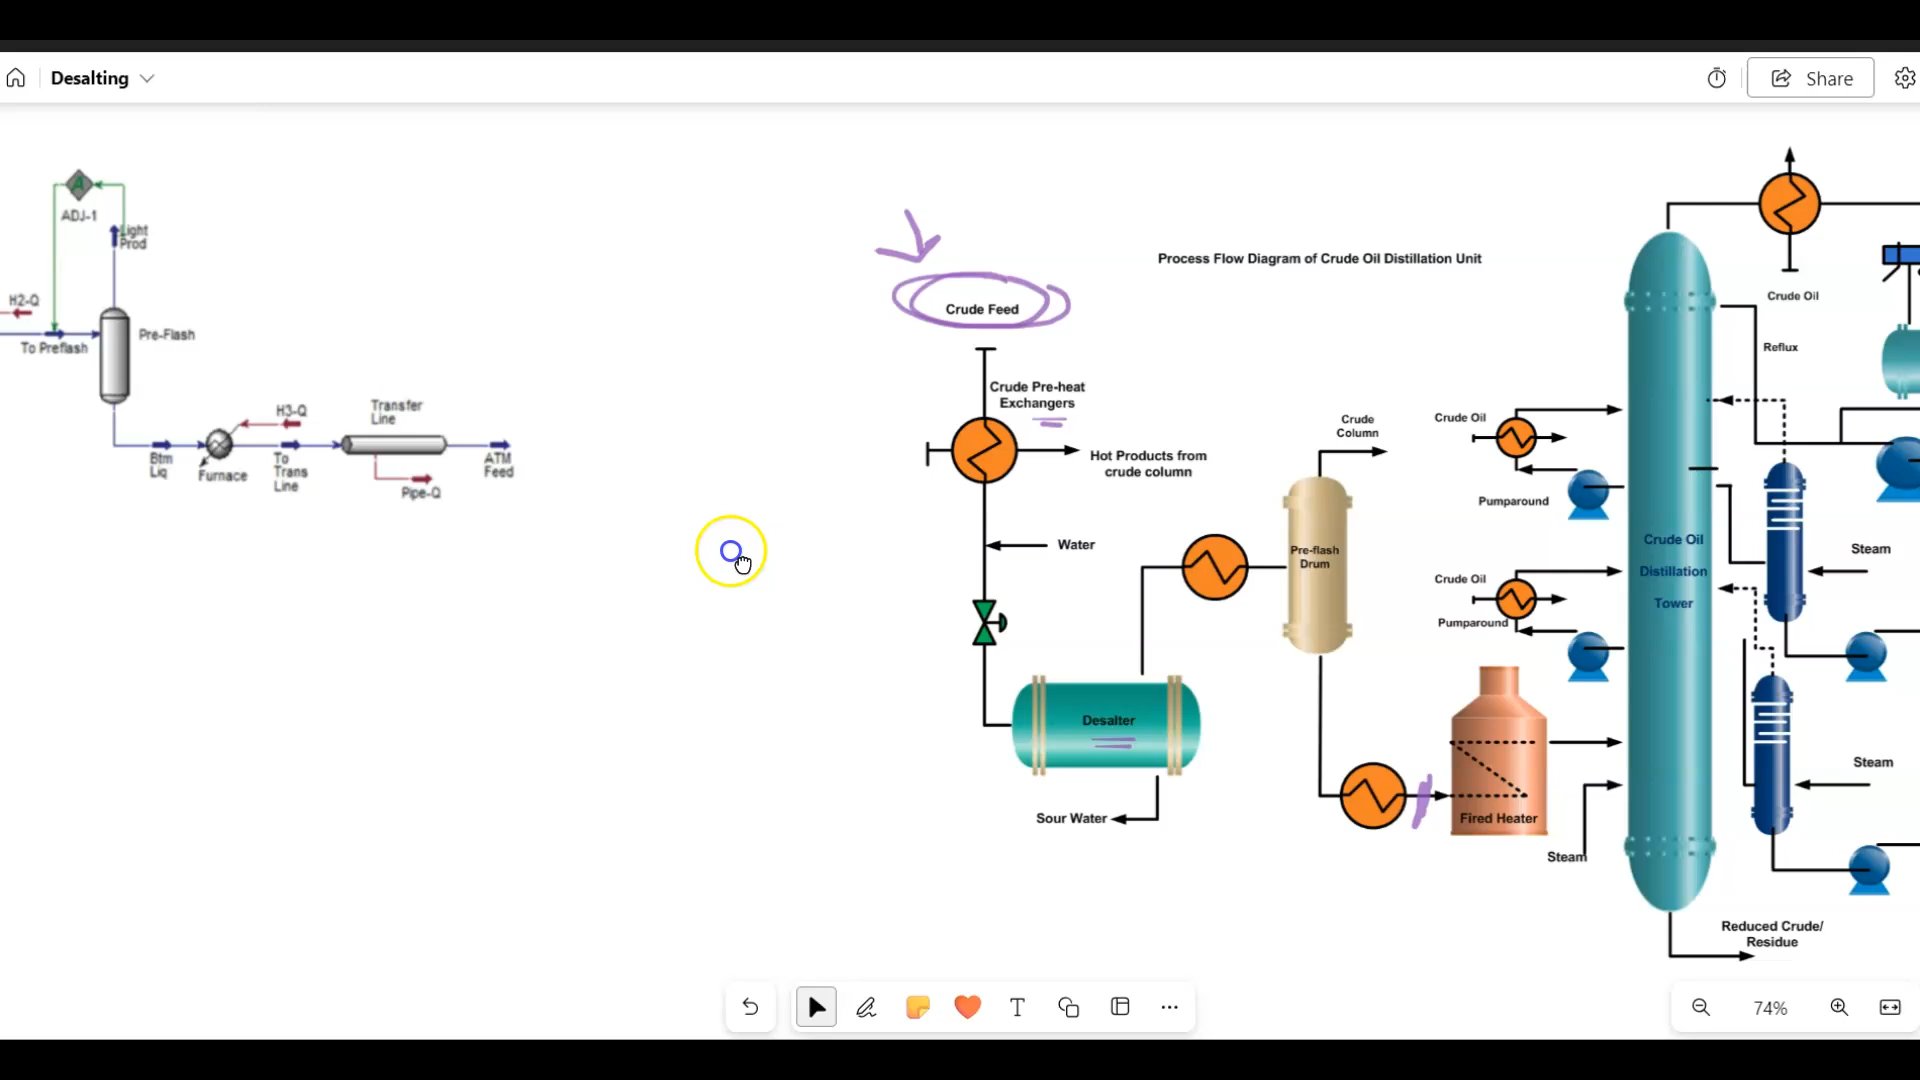 Desalting
Share
A
ADJ-1
Light
Prod
H2-Q
To Preflash
Pre-Flash
H3-Q
Btm
Liq
Furnace
To
Trans
Line
Transfer
Line
Pipe-Q
ATM
Feed
Process Flow Diagram of Crude Oil Distillation Unit
Crude Feed
Crude Pre-heat
Exchangers
Hot Products from
crude column
Water
Desalter
Sour Water
Crude
Column
Pre-flash
Drum
Fired Heater
Crude Oil
Pumparound
Crude Oil
Pumparound
Steam
Crude Oil
Distillation
Tower
Crude Oil
Reflux
Steam
Steam
Reduced Crude/
Residue
T
74%